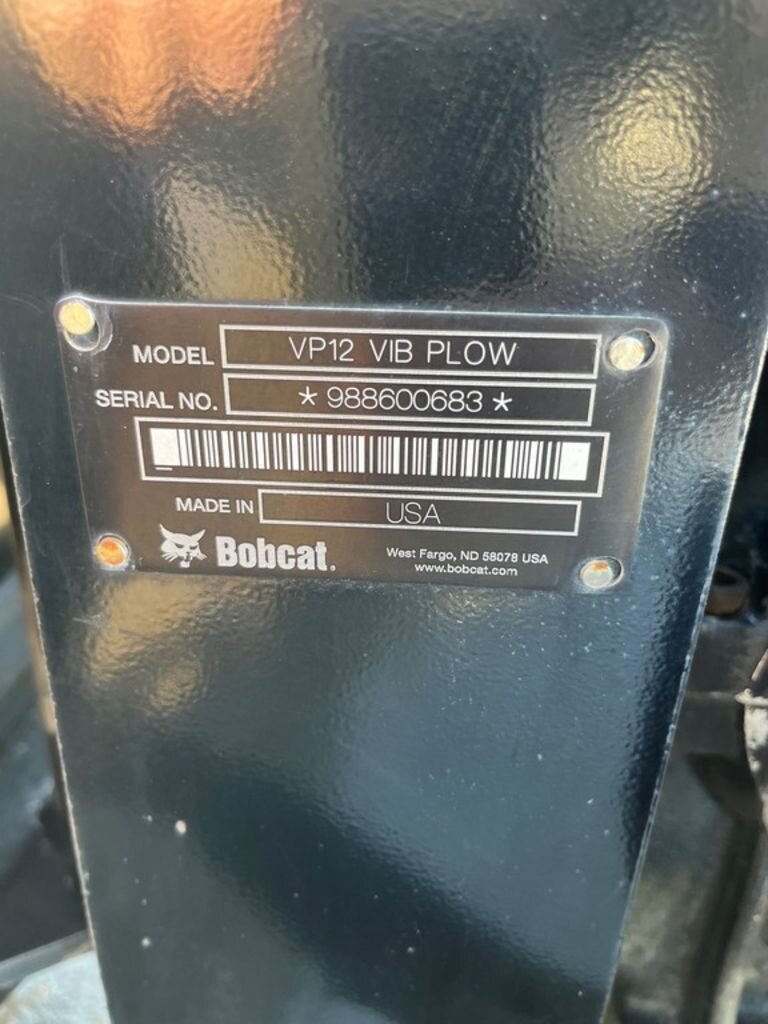 MODEL VP12 VIB PLOW
SERIAL NO. *988600683*
MADE IN USA
Bobcat.
West Fargo, ND 58078 USA
www.bobcat.com